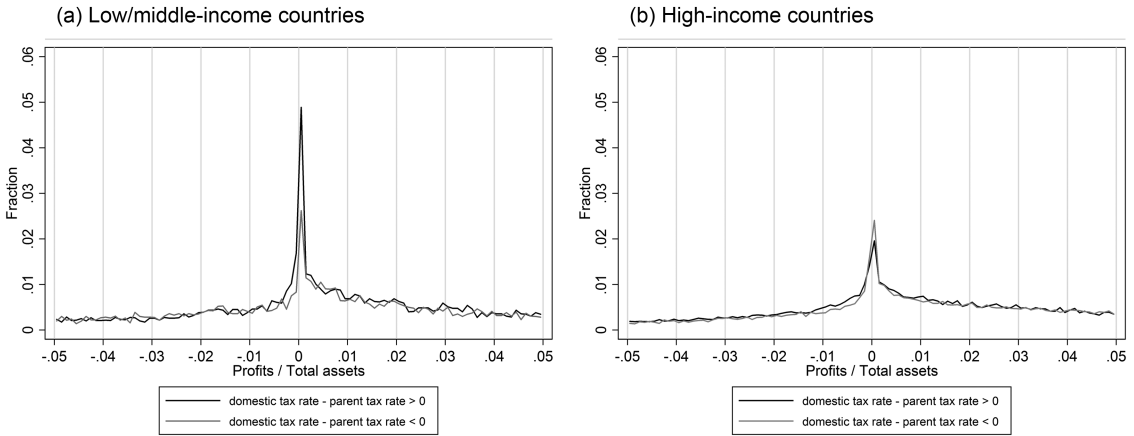 (a) Low/middle-income countries
.06
.05
.04
.03
.02
.01
0
Fraction
-.05 -.04 -.03 -.02 -.01 0 .01 .02 .03 .04 .05
Profits / Total assets
domestic tax rate - parent tax rate > 0
domestic tax rate - parent tax rate < 0
(b) High-income countries
.06
.05
.04
.03
.02
.01
0
Fraction
-.05 -.04 -.03 -.02 -.01 0 .01 .02 .03 .04 .05
Profits / Total assets
domestic tax rate - parent tax rate > 0
domestic tax rate - parent tax rate < 0